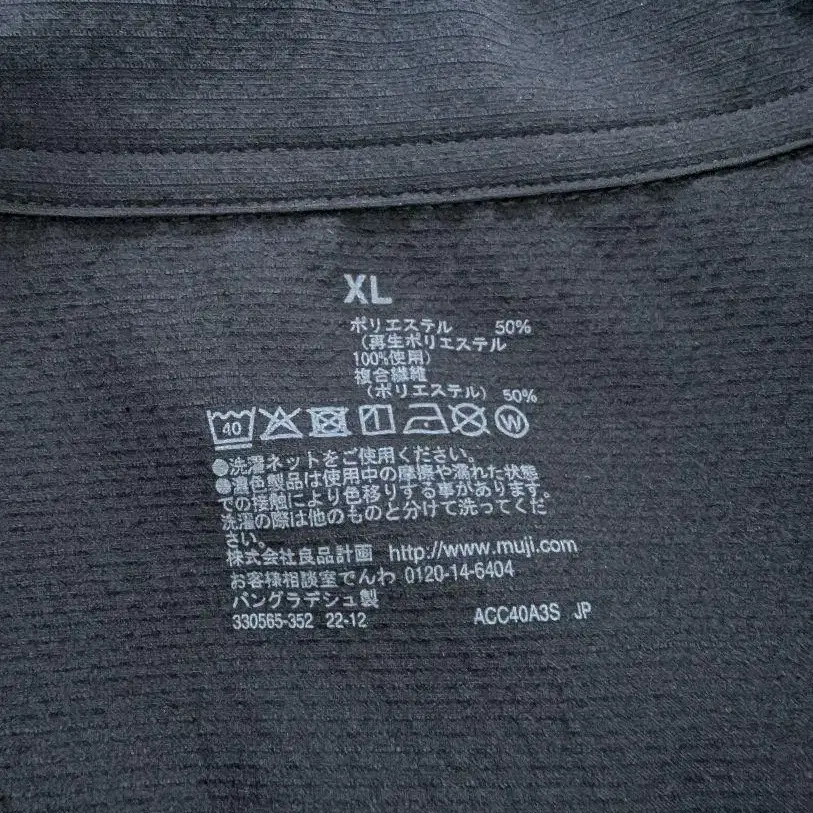 XL
ポリエステル 50%
(再生ポリエステル
100%使用)
複合繊維
(ポリエステル) 50%
40 W
●洗濯ネットをご使用ください。
●濃色製品は使用中の摩擦や濡れた状態
での接触により色移りする事があります。
洗濯の際は他のものと分けて洗ってくだ
さい。
株式会社良品計画 http://www.muji.com
お客様相談室でんわ 0120-14-6404
バングラデシュ製
330565-352 22-12 ACC40A3S JP